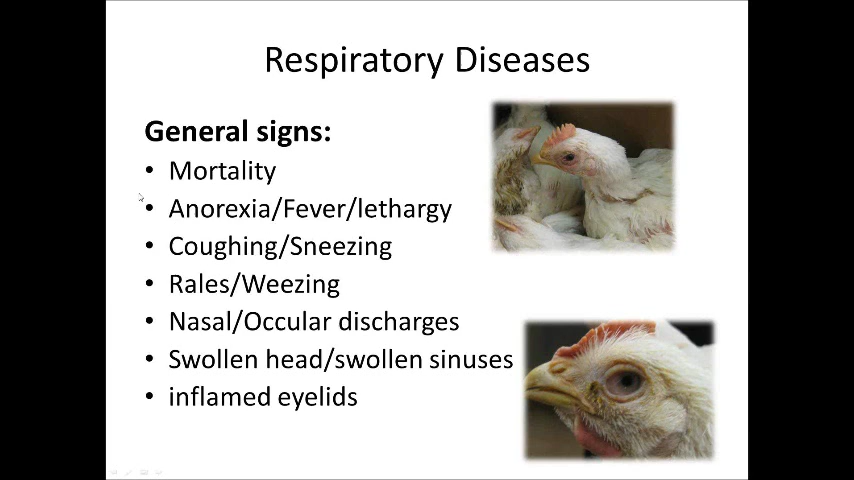 Respiratory Diseases
General signs:
• Mortality
• Anorexia/Fever/lethargy
• Coughing/Sneezing
• Rales/Weezing
• Nasal/Occular discharges
• Swollen head/swollen sinuses
• inflamed eyelids